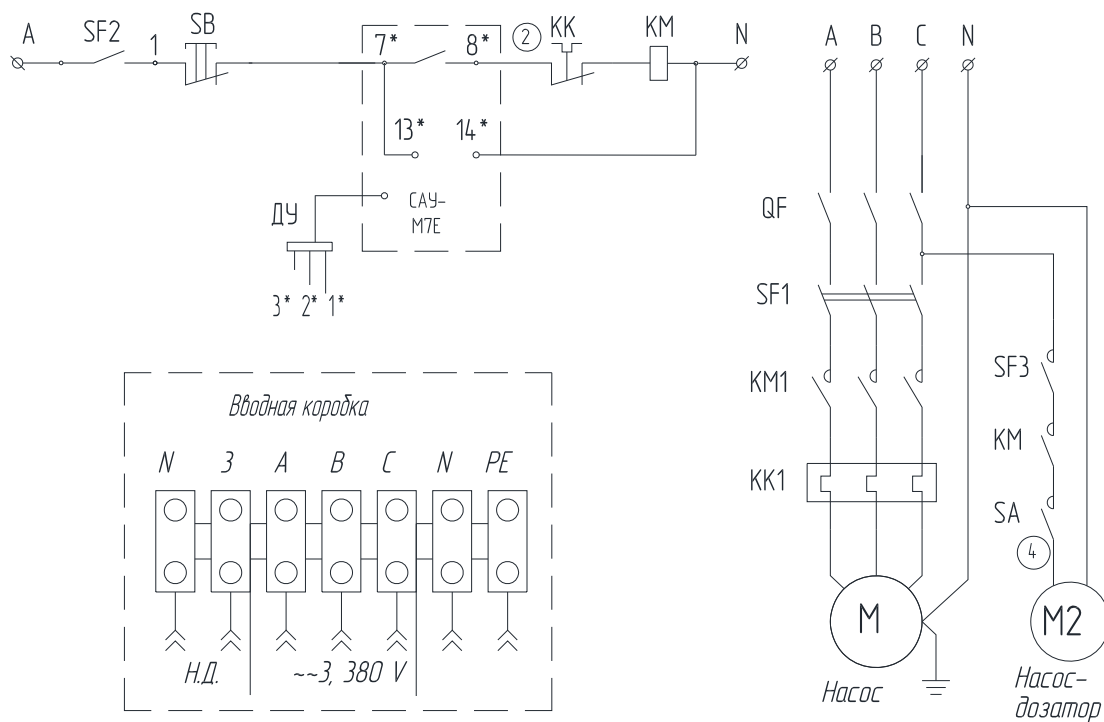 A
SF2
1
SB
7*
8*
2
KK
KM
N
13*
14*
САУ-
М7Е
ДУ
3* 2* 1*
A B C N
QF
SF1
KM1
KK1
SF3
KM
SA
4
M
M2
Насос
Насос-
дозатор
Вводная коробка
N 3 A B C N PE
Н.Д.
~~3, 380 V